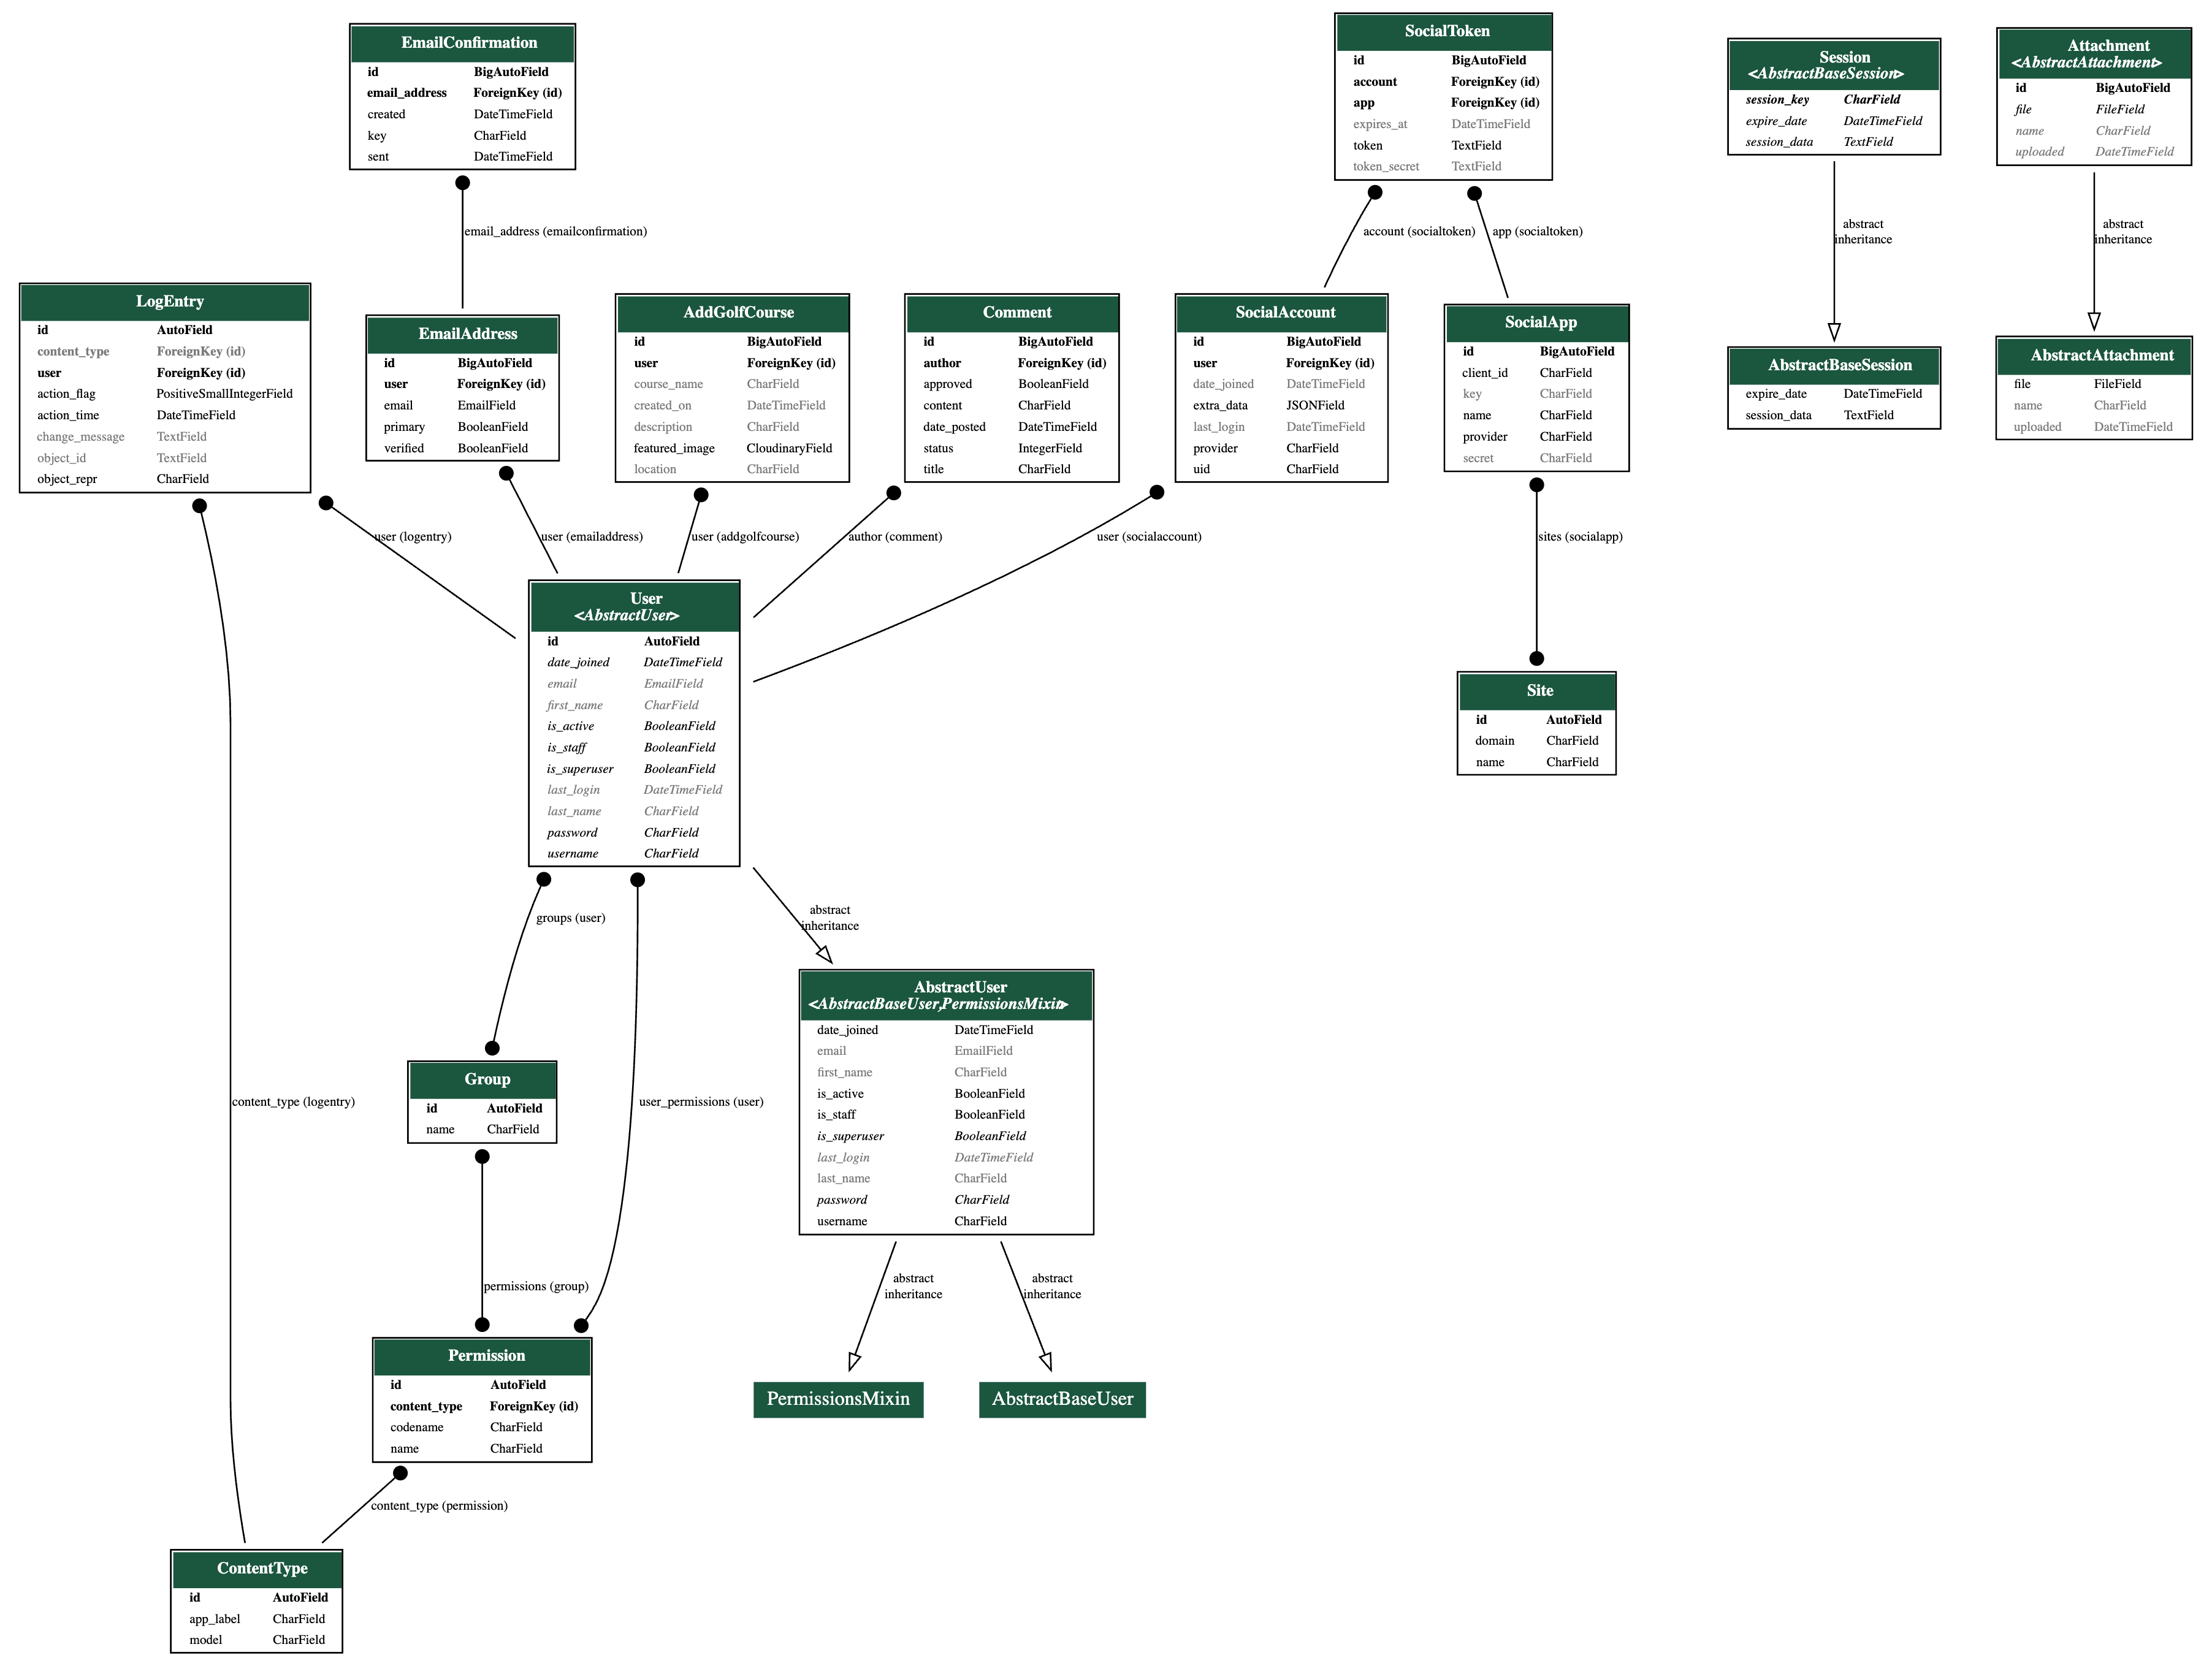 EmailConfirmation
id BigAutoField
email_address ForeignKey (id)
created DateTimeField
key CharField
sent DateTimeField
SocialToken
id BigAutoField
account ForeignKey (id)
app ForeignKey (id)
expires_at DateTimeField
token TextField
token_secret TextField
Session
<AbstractBaseSession>
session_key CharField
expire_date DateTimeField
session_data TextField
Attachment
<AbstractAttachment>
id BigAutoField
file FileField
name CharField
uploaded DateTimeField
email_address (emailconfirmation)
account (socialtoken)
app (socialtoken)
abstract
inheritance
abstract
inheritance
LogEntry
id AutoField
content_type ForeignKey (id)
user ForeignKey (id)
action_flag PositiveSmallIntegerField
action_time DateTimeField
change_message TextField
object_id TextField
object_repr CharField
EmailAddress
id BigAutoField
user ForeignKey (id)
email EmailField
primary BooleanField
verified BooleanField
AddGolfCourse
id BigAutoField
user ForeignKey (id)
course_name CharField
created_on DateTimeField
description CharField
featured_image CloudinaryField
location CharField
Comment
id BigAutoField
author ForeignKey (id)
approved BooleanField
content CharField
date_posted DateTimeField
status IntegerField
title CharField
SocialAccount
id BigAutoField
user ForeignKey (id)
date_joined DateTimeField
extra_data JSONField
last_login DateTimeField
provider CharField
uid CharField
SocialApp
id BigAutoField
client_id CharField
key CharField
name CharField
provider CharField
secret CharField
AbstractBaseSession
expire_date DateTimeField
session_data TextField
AbstractAttachment
file FileField
name CharField
uploaded DateTimeField
user (logentry)
user (emailaddress)
user (addgolfcourse)
author (comment)
user (socialaccount)
sites (socialapp)
User
<AbstractUser>
id AutoField
date_joined DateTimeField
email EmailField
first_name CharField
is_active BooleanField
is_staff BooleanField
is_superuser BooleanField
last_login DateTimeField
last_name CharField
password CharField
username CharField
Site
id AutoField
domain CharField
name CharField
groups (user)
abstract
inheritance
AbstractUser
<AbstractBaseUser,PermissionsMixin>
date_joined DateTimeField
email EmailField
first_name CharField
is_active BooleanField
is_staff BooleanField
is_superuser BooleanField
last_login DateTimeField
last_name CharField
password CharField
username CharField
Group
id AutoField
name CharField
content_type (logentry)
user_permissions (user)
permissions (group)
abstract
inheritance
abstract
inheritance
Permission
id AutoField
content_type ForeignKey (id)
codename CharField
name CharField
PermissionsMixin
AbstractBaseUser
content_type (permission)
ContentType
id AutoField
app_label CharField
model CharField